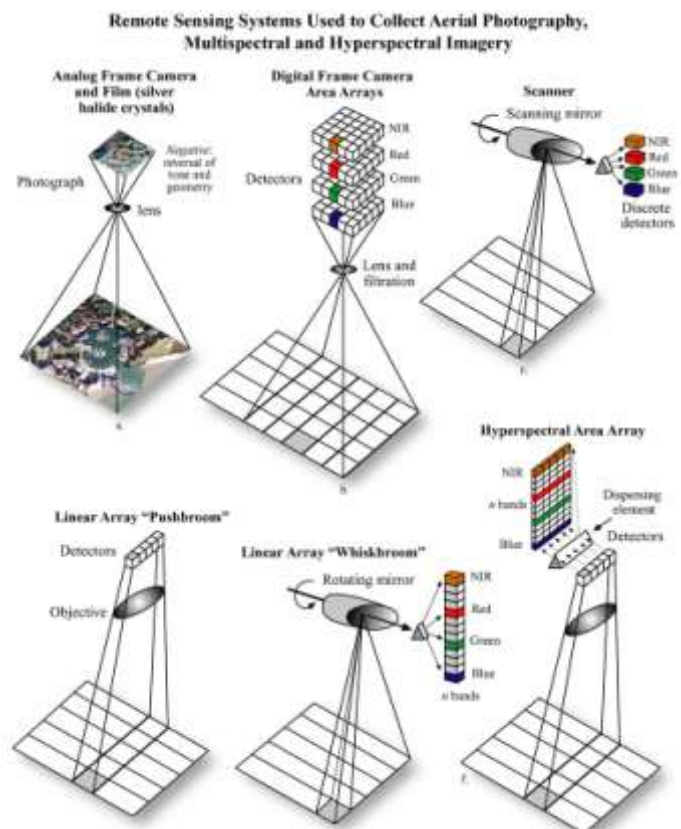 Remote Sensing Systems Used to Collect Aerial Photography,
Multispectral and Hyperspectral Imagery
Analog Frame Camera
and Film (silver
halide crystals)
Negative:
reversal of
tone and
geometry
Photograph
lens
a.
Digital Frame Camera
Area Arrays
NIR
Red
Green
Blue
Detectors
Lens and
filtration
Scanner
Scanning mirror
NIR
Red
Green
Blue
Discrete
detectors
Linear Array “Pushbroom”
Detectors
Objective
Linear Array “Whiskbroom”
Rotating mirror
NIR
Red
Green
Blue
n bands
Hyperspectral Area Array
NIR
n bands
Blue
Dispersing
element
Detectors
f.